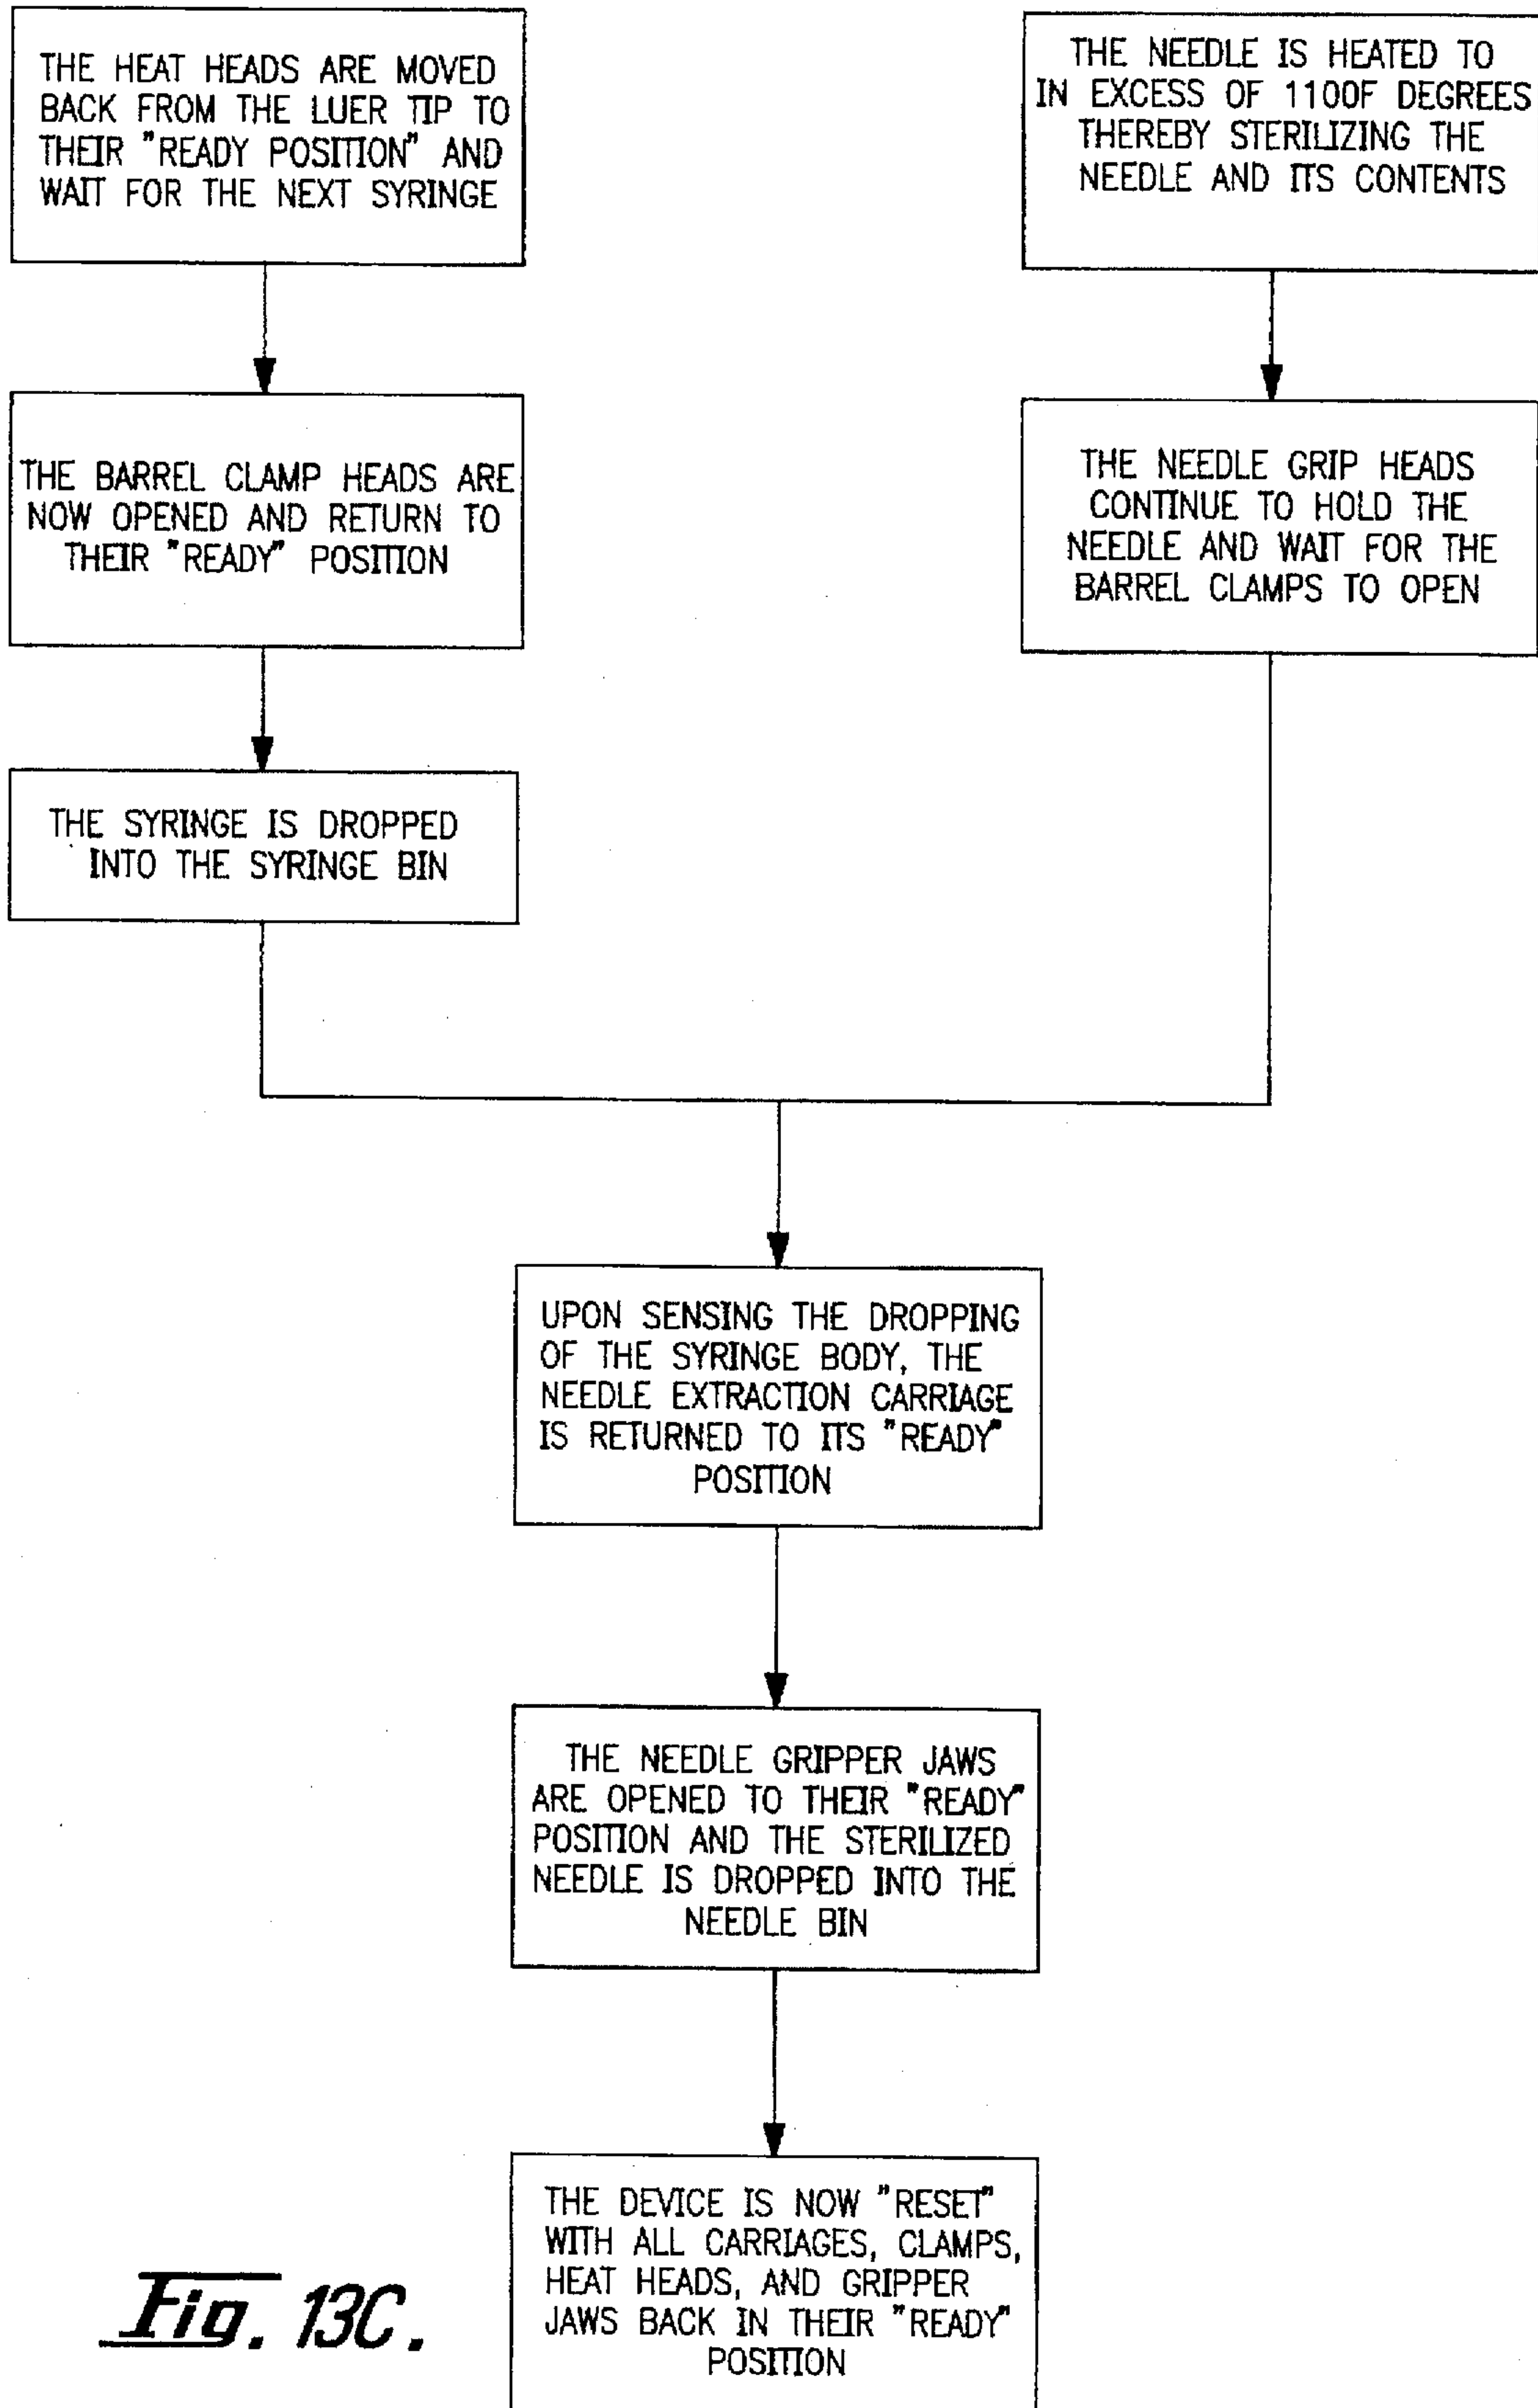 THE HEAT HEADS ARE MOVED
BACK FROM THE LUER TIP TO
THEIR "READY POSITION" AND
WAIT FOR THE NEXT SYRINGE
THE NEEDLE IS HEATED TO
IN EXCESS OF 1100F DEGREES
THEREBY STERILIZING THE
NEEDLE AND ITS CONTENTS
THE BARREL CLAMP HEADS ARE
NOW OPENED AND RETURN TO
THEIR "READY" POSITION
THE NEEDLE GRIP HEADS
CONTINUE TO HOLD THE
NEEDLE AND WAIT FOR THE
BARREL CLAMPS TO OPEN
THE SYRINGE IS DROPPED
INTO THE SYRINGE BIN
UPON SENSING THE DROPPING
OF THE SYRINGE BODY, THE
NEEDLE EXTRACTION CARRIAGE
IS RETURNED TO ITS "READY"
POSITION
THE NEEDLE GRIPPER JAWS
ARE OPENED TO THEIR "READY"
POSITION AND THE STERILIZED
NEEDLE IS DROPPED INTO THE
NEEDLE BIN
THE DEVICE IS NOW "RESET"
WITH ALL CARRIAGES, CLAMPS,
HEAT HEADS, AND GRIPPER
JAWS BACK IN THEIR "READY"
POSITION
Fig. 13C.